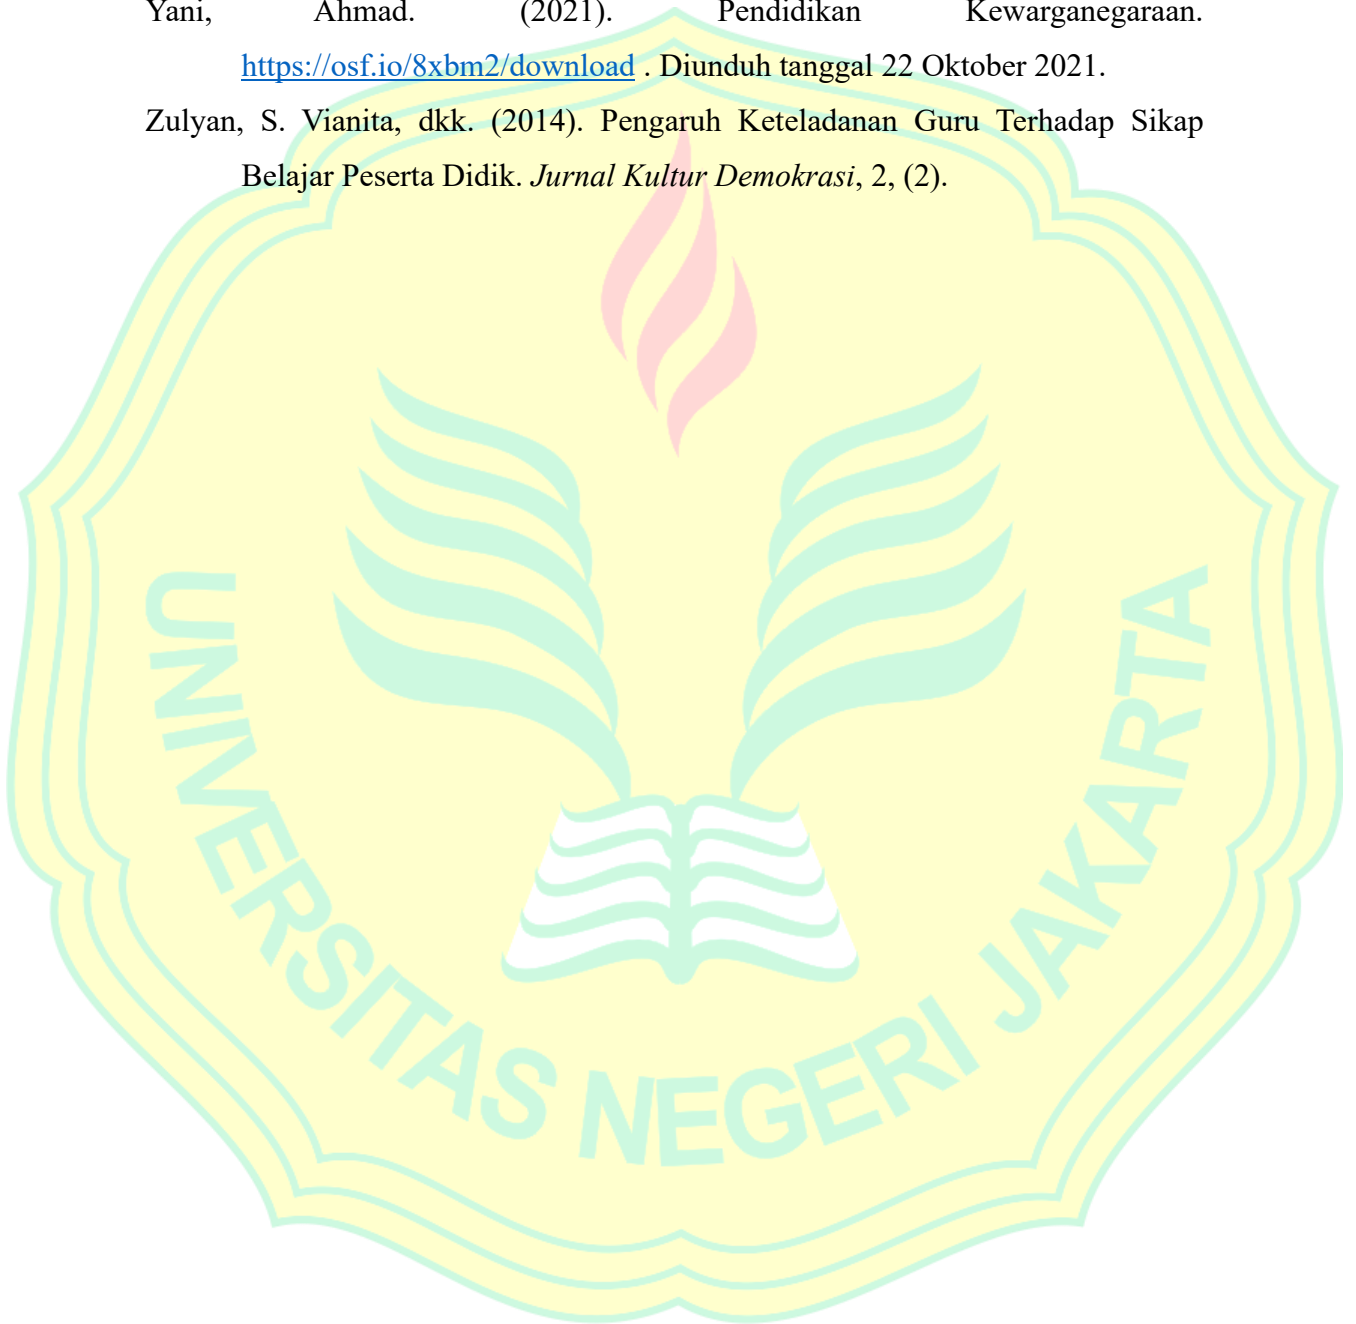 Yani, Ahmad. (2021). Pendidikan Kewarganegaraan.
https://osf.io/8xbm2/download . Diunduh tanggal 22 Oktober 2021.
Zulyan, S. Vianita, dkk. (2014). Pengaruh Keteladanan Guru Terhadap Sikap
Belajar Peserta Didik. Jurnal Kultur Demokrasi, 2, (2).
UNIVERSITAS NEGERI JAKARTA